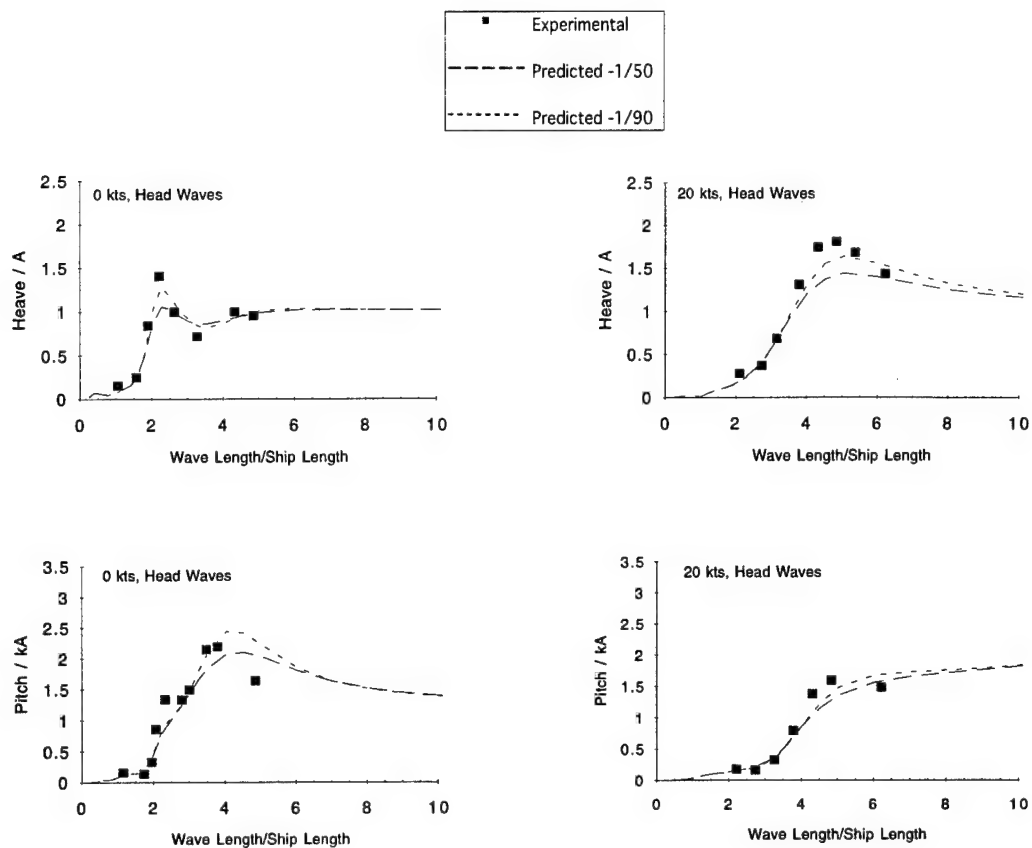 Experimental
Predicted -1/50
Predicted -1/90
2.5
2
1.5
1
0.5
0
Heave / A
0 kts, Head Waves
0 2 4 6 8 10
Wave Length/Ship Length
2.5
2
1.5
1
0.5
0
Heave / A
20 kts, Head Waves
0 2 4 6 8 10
Wave Length/Ship Length
3.5
3
2.5
2
1.5
1
0.5
0
Pitch / kA
0 kts, Head Waves
0 2 4 6 8 10
Wave Length/Ship Length
3.5
3
2.5
2
1.5
1
0.5
0
Pitch / kA
20 kts, Head Waves
0 2 4 6 8 10
Wave Length/Ship Length